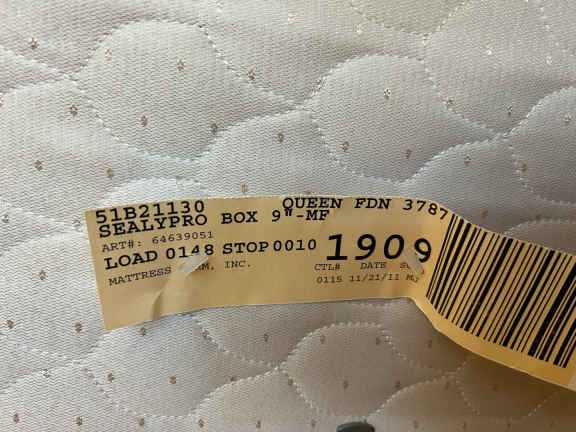 51B21130 QUEEN FDN 3787
SEALYPRO BOX 9"-MF
ART#: 64639051
LOAD 0148 STOP 0010 1909
MATTRESS INC. CTL# DATE
0115 11/21/11